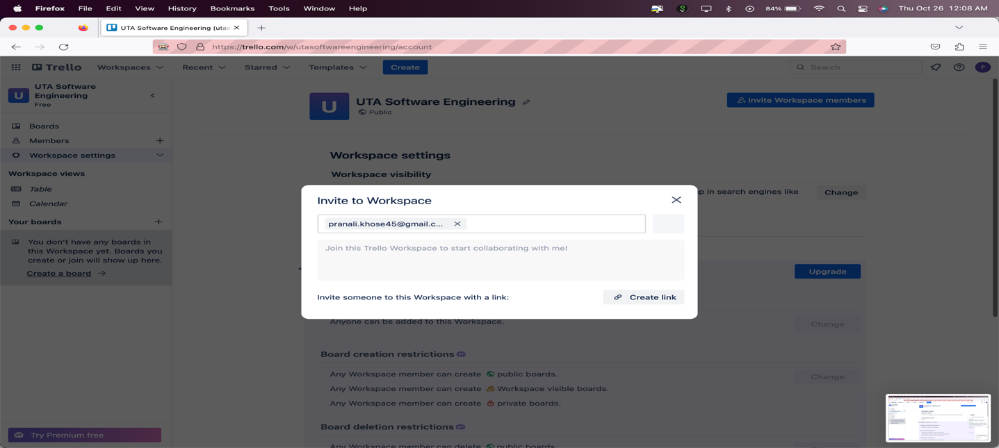 Firefox File Edit View History Bookmarks Tools Window Help 84% Thu Oct 26 12:08 AM
UTA Software Engineering (utas
https://trello.com/w/utasoftwareengineering/account
Trello Workspaces Recent Starred Templates Create Search P
U UTA Software
Engineering
Free
Boards
Members
Workspace settings
Workspace views
Table
Calendar
Your boards
You don't have any boards in
this Workspace yet. Boards you
create or join will show up here.
Create a board
Try Premium free
U UTA Software Engineering
Public
Invite Workspace members
Workspace settings
Workspace visibility
p in search engines like Change
Invite to Workspace
pranali.khose45@gmail.c...
Join this Trello Workspace to start collaborating with me!
Invite someone to this Workspace with a link: Create link
Upgrade
Anyone can be added to this Workspace. Change
Board creation restrictions
Any Workspace member can create public boards. Change
Any Workspace member can create Workspace visible boards.
Any Workspace member can create private boards.
Board deletion restrictions
Any Workspace member can delete public boards.